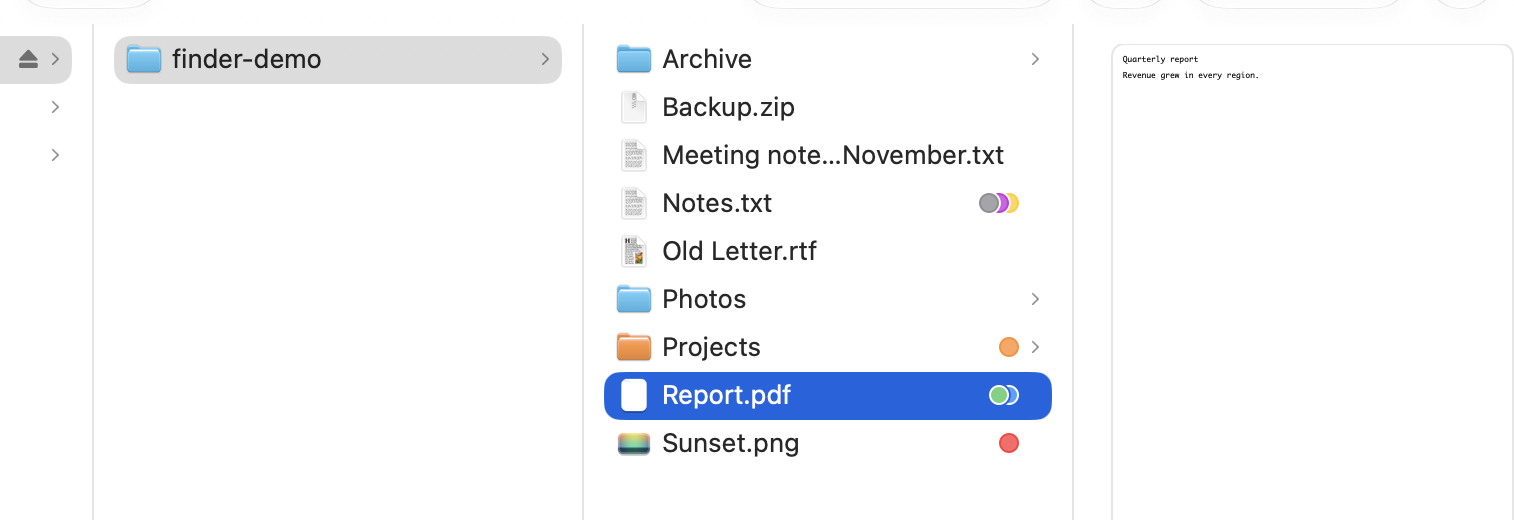 finder-demo
Archive
Backup.zip
Meeting note...November.txt
Notes.txt
Old Letter.rtf
Photos
Projects
Report.pdf
Sunset.png
Quarterly report
Revenue grew in every region.